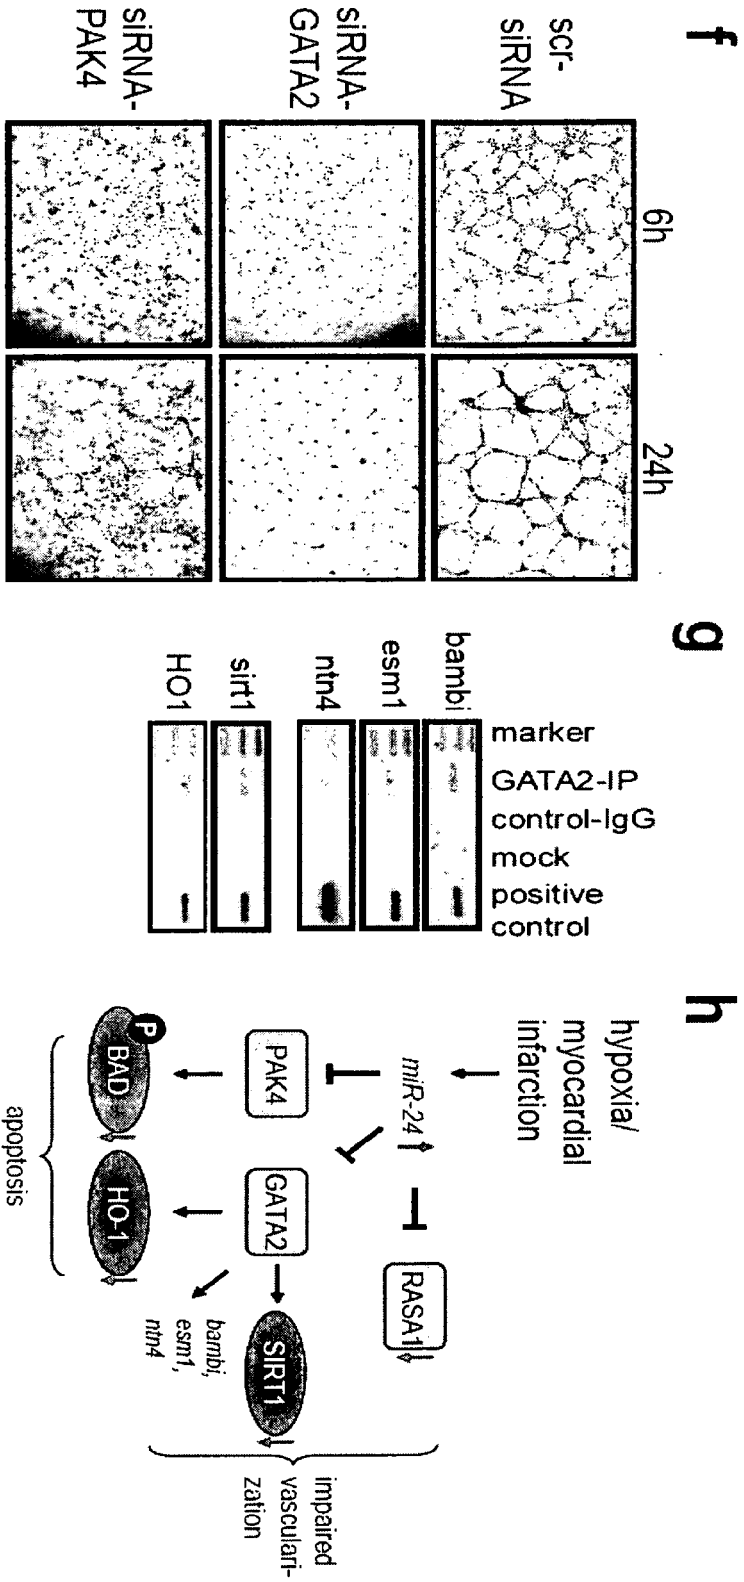 f
6h
24h
scr-
siRNA
siRNA-
GATA2
siRNA-
PAK4
g
marker
GATA2-IP
control-IgG
mock
positive
control
bambi
esm1
ntn4
sirt1
HO1
h
hypoxia/
myocardial
infarction
miR-24
RASA1
PAK4
GATA2
SIRT1
bambi,
esm1,
ntn4
P
BAD
HO-1
apoptosis
impaired
vasculari-
zation